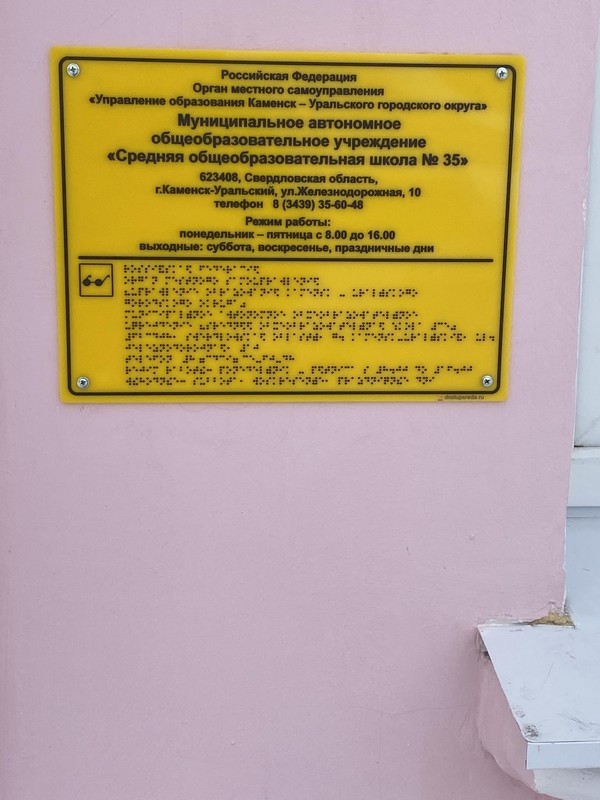 Российская Федерация
Орган местного самоуправления
«Управление образования Каменск – Уральского городского округа»
Муниципальное автономное
общеобразовательное учреждение
«Средняя общеобразовательная школа № 35»
623408, Свердловская область,
г.Каменск-Уральский, ул.Железнодорожная, 10
телефон 8 (3439) 35-60-48
Режим работы:
понедельник – пятница с 8.00 до 16.00
выходные: суббота, воскресенье, праздничные дни
dostupsreda.ru